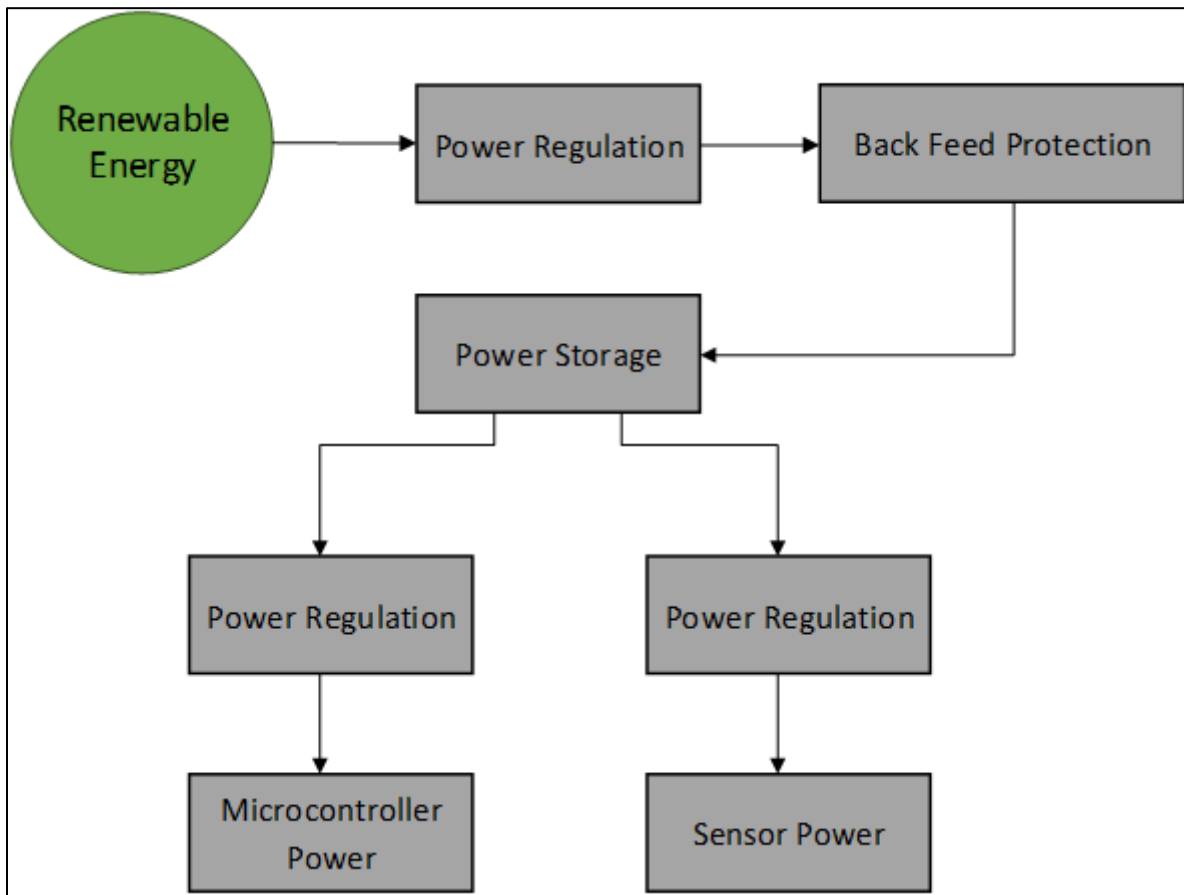 Renewable
Energy
Power Regulation
Back Feed Protection
Power Storage
Power Regulation
Power Regulation
Microcontroller
Power
Sensor Power